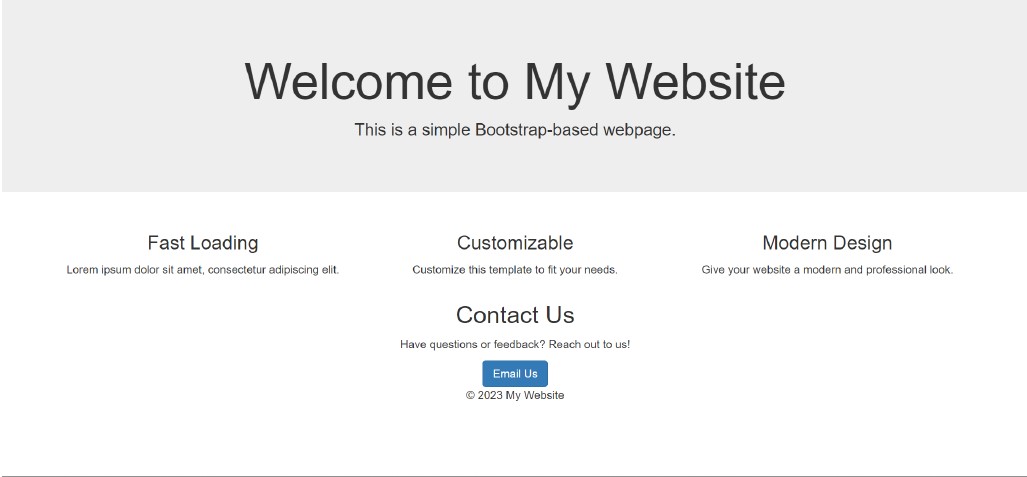 Welcome to My Website
This is a simple Bootstrap-based webpage.
Fast Loading
Lorem ipsum dolor sit amet, consectetur adipiscing elit.
Customizable
Customize this template to fit your needs.
Modern Design
Give your website a modern and professional look.
Contact Us
Have questions or feedback? Reach out to us!
Email Us
© 2023 My Website